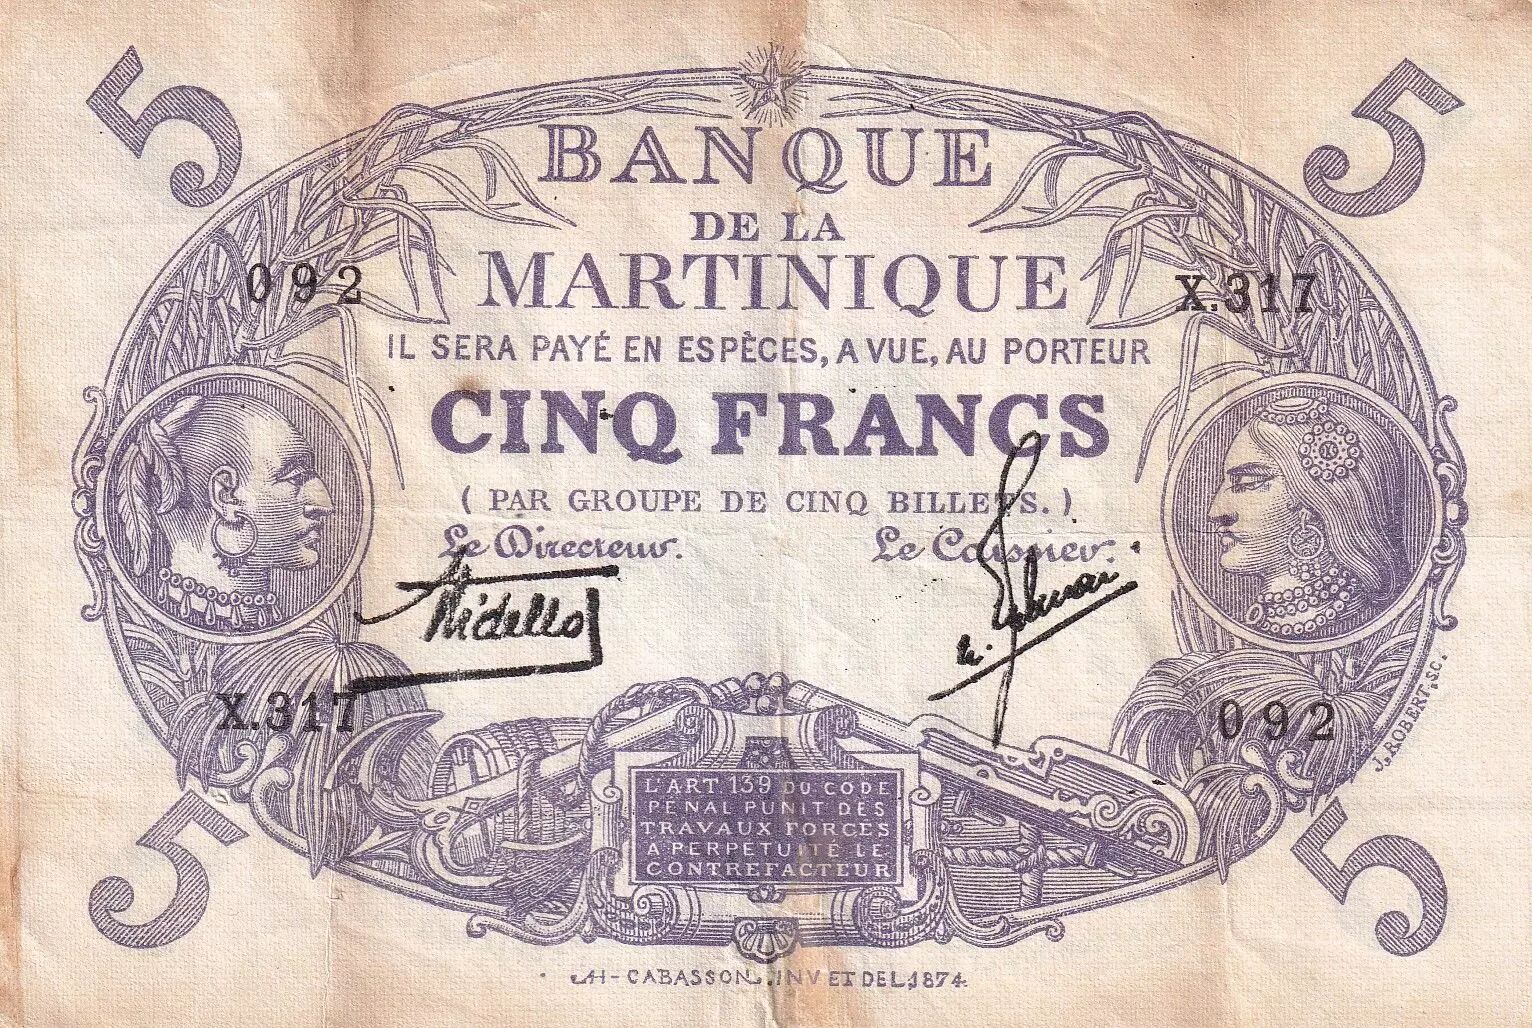 5
5
BANQUE
DE LA
MARTINIQUE
092
X.317
IL SERA PAYÉ EN ESPÈCES, A VUE, AU PORTEUR
CINQ FRANCS
( PAR GROUPE DE CINQ BILLETS. )
Le Directeur.
Le Caissier.
X.317
092
L'ART 139 DU CODE
PENAL PUNIT DES
TRAVAUX FORCES
A PERPETUITE LE
CONTREFACTEUR
J. ROBERT. SC.
5
5
H- CABASSON. INV ET DEL, 1874